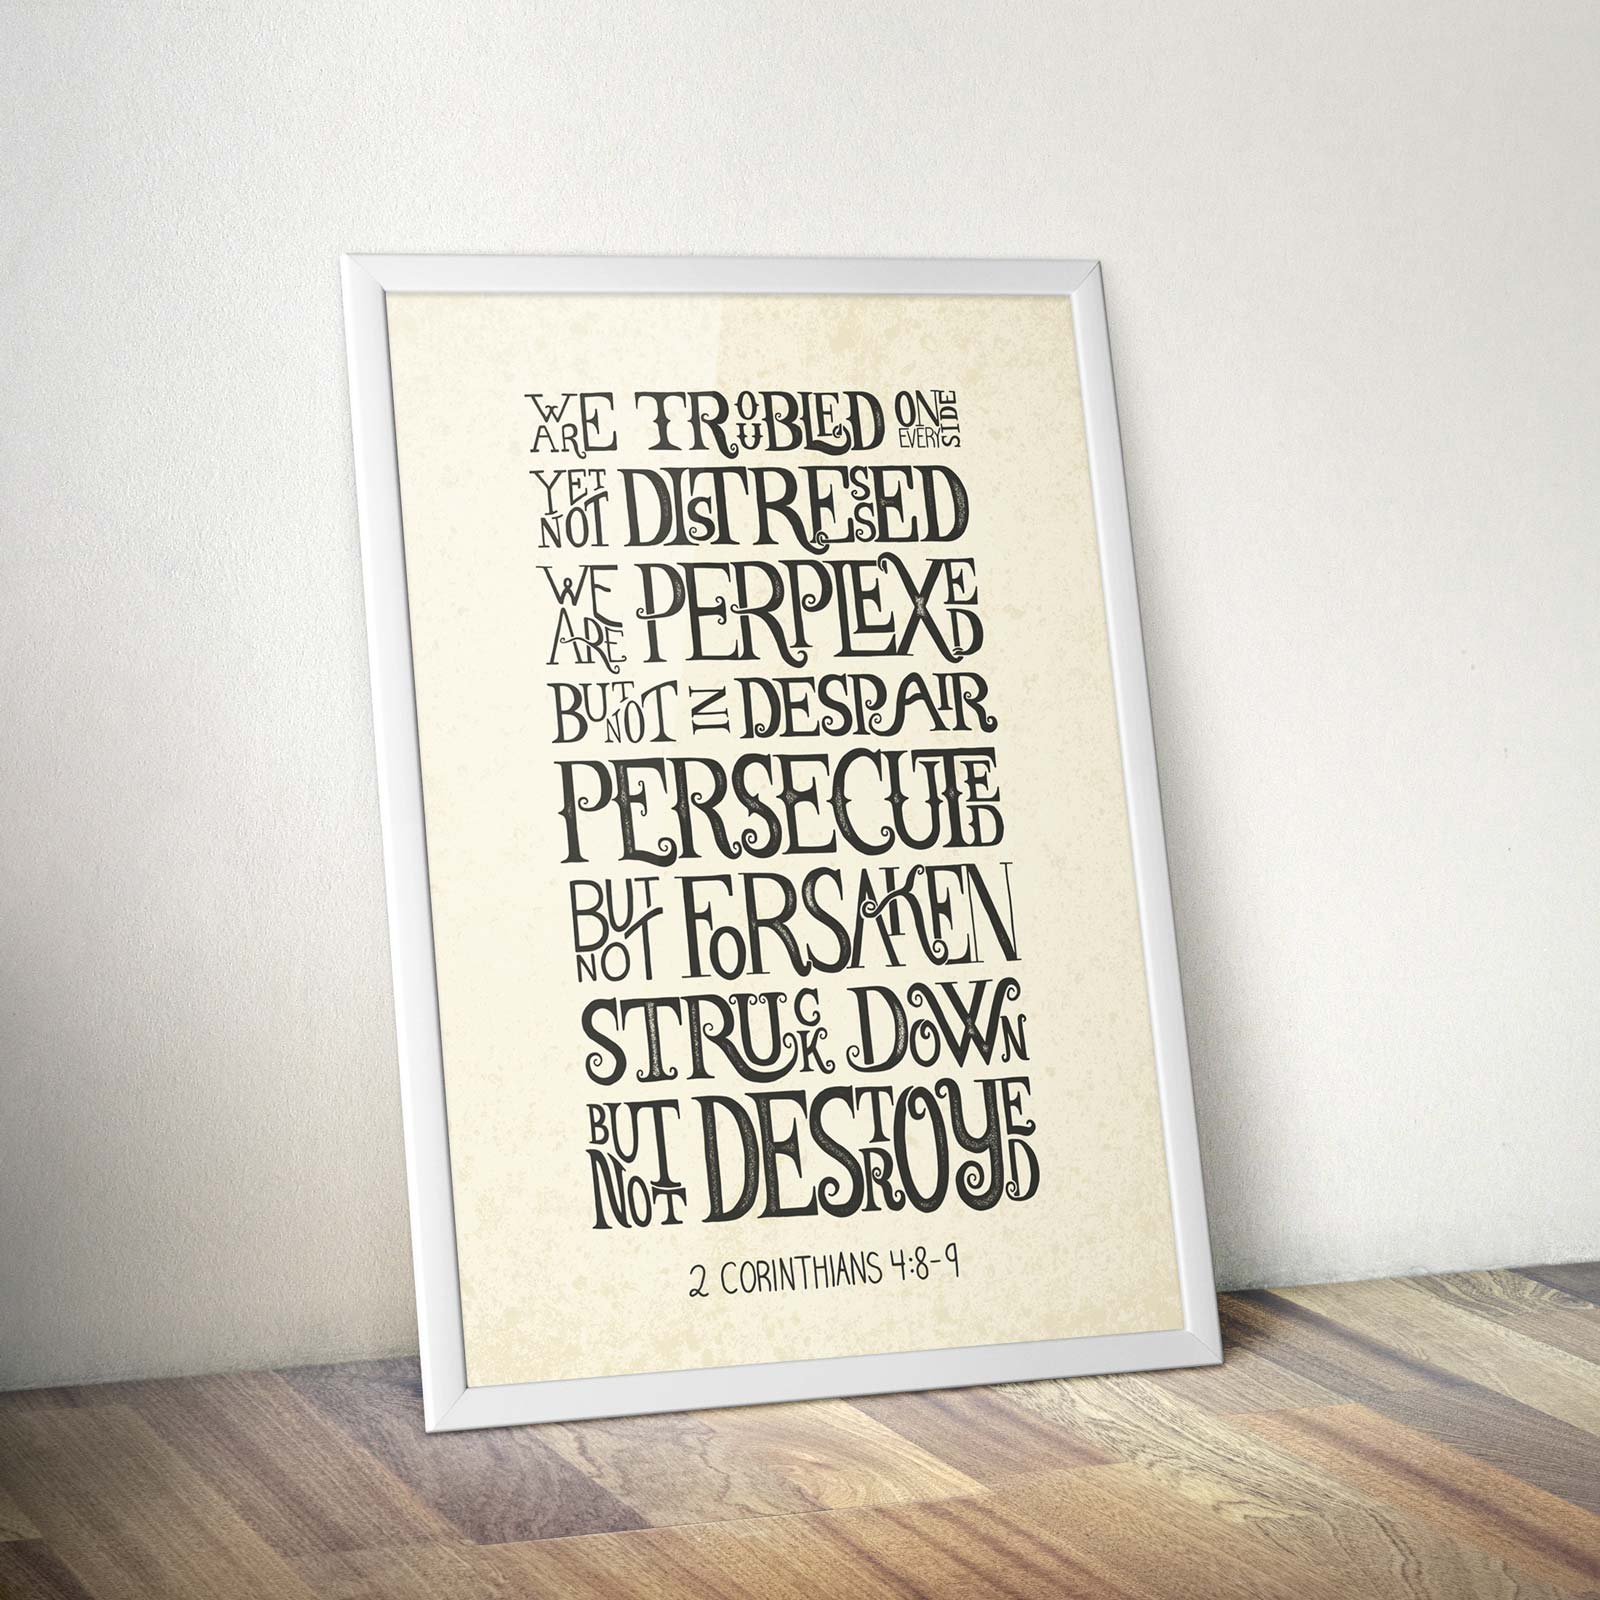 WE ARE TROUBLED ON EVERY SIDE
YET NOT DISTRESSED
WE ARE PERPLEXED
BUT NOT IN DESPAIR
PERSECUTED
BUT NOT FORSAKEN
STRUCK DOWN
BUT NOT DESTROYED
2 CORINTHIANS 4:8-9